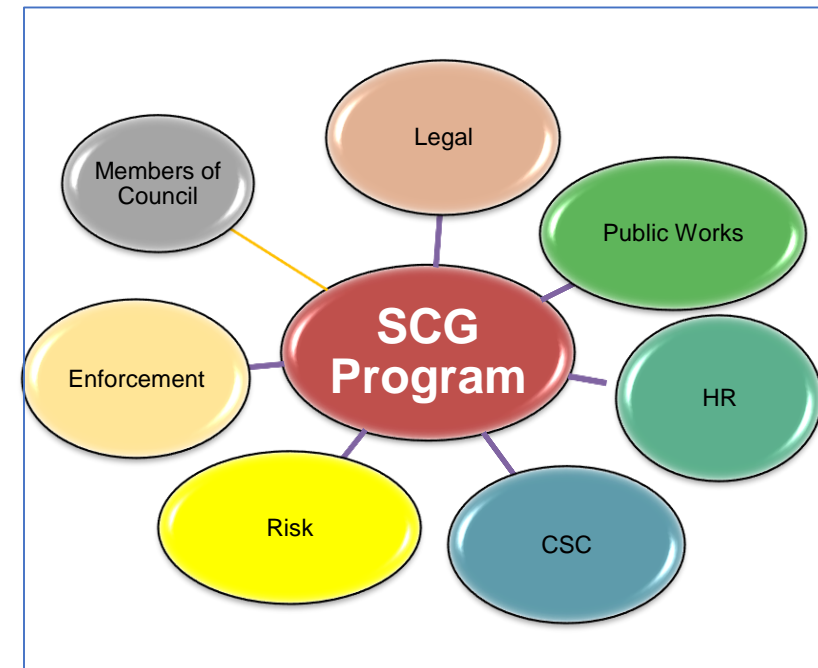 Legal
Members of
Council
Public Works
SCG
Program
Enforcement
HR
Risk
CSC